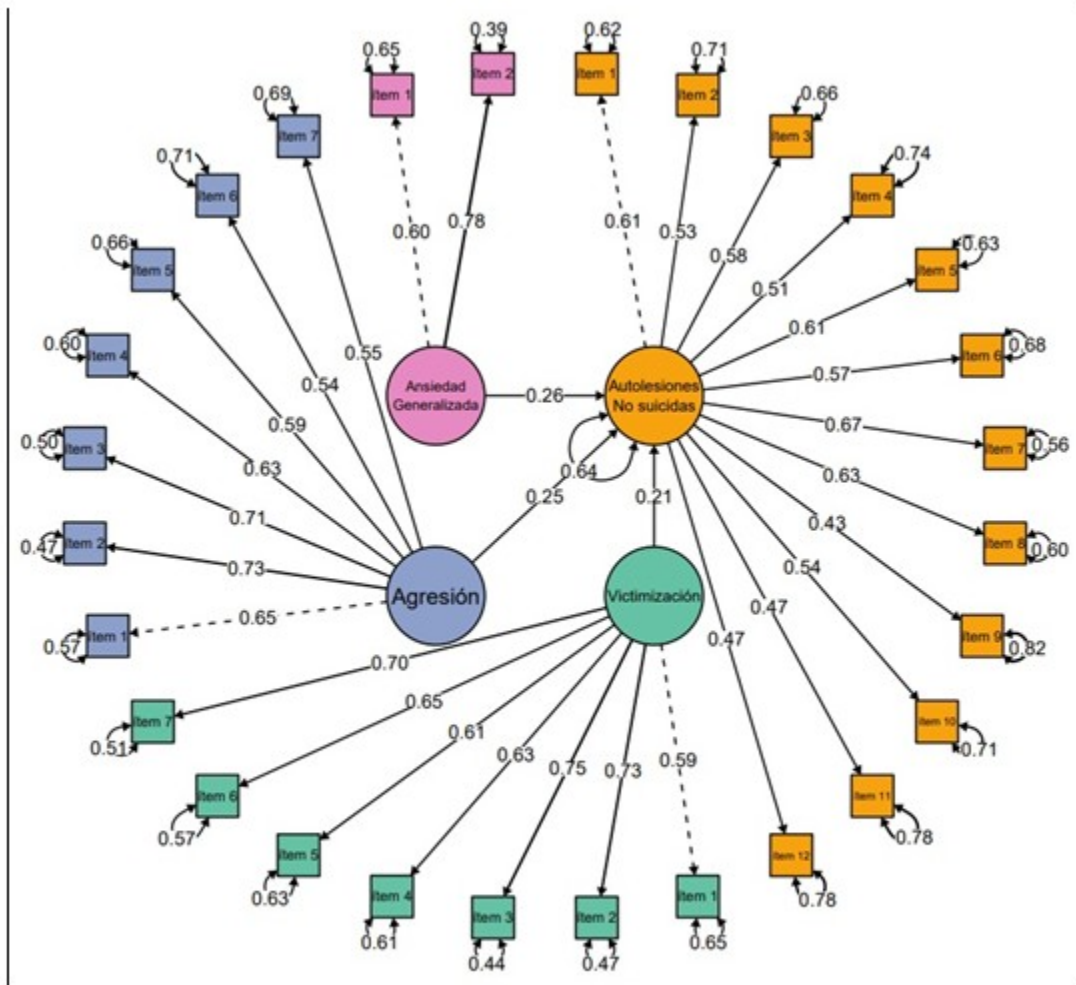 0.65
0.39
0.62
0.71
Item 1
Item 2
Item 1
Item 2
0.69
Item 7
0.66
Item 3
0.71
Item 6
0.74
Item 4
0.66
Item 5
0.63
Item 5
0.60
Item 4
0.68
Item 6
0.50
Item 3
0.56
Item 7
0.47
Item 2
0.60
Item 8
0.57
Item 1
0.82
Item 9
0.60
0.78
0.61
0.53
0.58
0.51
0.61
0.57
0.67
0.63
0.43
0.54
0.47
0.47
Ansiedad
Generalizada
0.26
Autolesiones
No suicidas
0.64
0.25
0.21
0.55
0.54
0.59
0.63
0.71
0.73
0.65
Agresión
Victimización
0.70
0.65
0.61
0.63
0.75
0.73
0.59
Item 7
0.51
Item 6
0.57
Item 5
0.63
Item 4
0.61
Item 3
0.44
Item 2
0.47
Item 1
0.65
Item 12
0.78
Item 11
0.78
Item 10
0.71